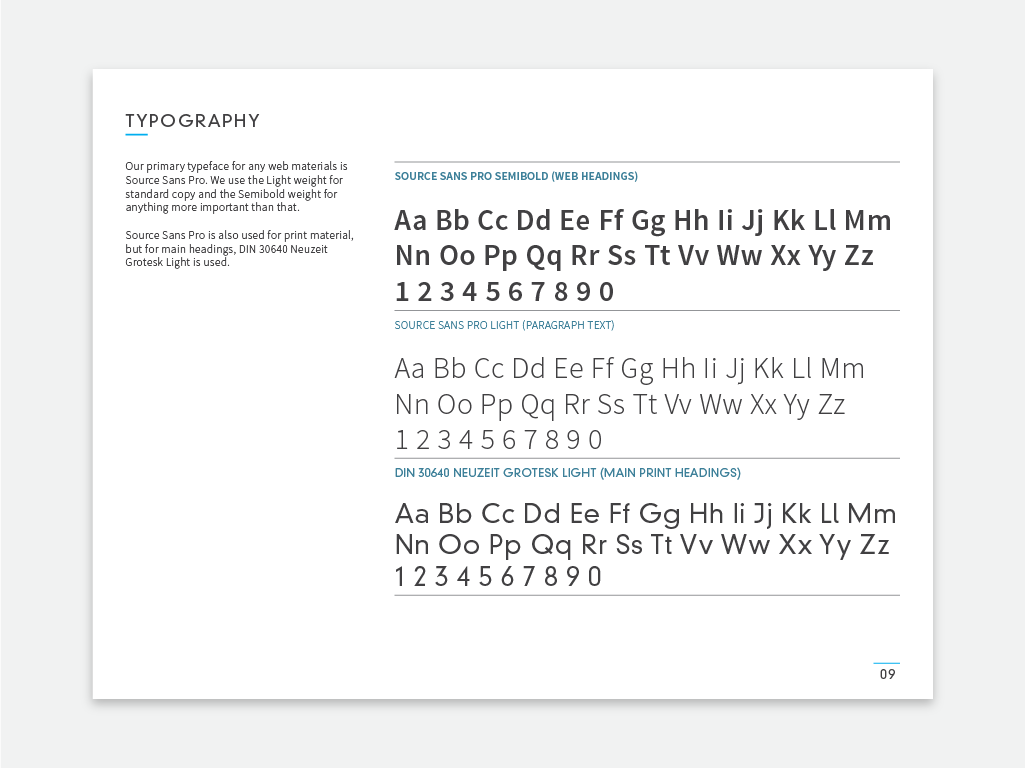 TYPOGRAPHY
Our primary typeface for any web materials is
Source Sans Pro. We use the Light weight for
standard copy and the Semibold weight for
anything more important than that.
Source Sans Pro is also used for print material,
but for main headings, DIN 30640 Neuzeit
Grotesk Light is used.
SOURCE SANS PRO SEMIBOLD (WEB HEADINGS)
Aa Bb Cc Dd Ee Ff Gg Hh Ii Jj Kk Ll Mm
Nn Oo Pp Qq Rr Ss Tt Vv Ww Xx Yy Zz
1 2 3 4 5 6 7 8 9 0
SOURCE SANS PRO LIGHT (PARAGRAPH TEXT)
Aa Bb Cc Dd Ee Ff Gg Hh Ii Jj Kk Ll Mm
Nn Oo Pp Qq Rr Ss Tt Vv Ww Xx Yy Zz
1 2 3 4 5 6 7 8 9 0
DIN 30640 NEUZEIT GROTESK LIGHT (MAIN PRINT HEADINGS)
Aa Bb Cc Dd Ee Ff Gg Hh Ii Jj Kk Ll Mm
Nn Oo Pp Qq Rr Ss Tt Vv Ww Xx Yy Zz
1 2 3 4 5 6 7 8 9 0
09